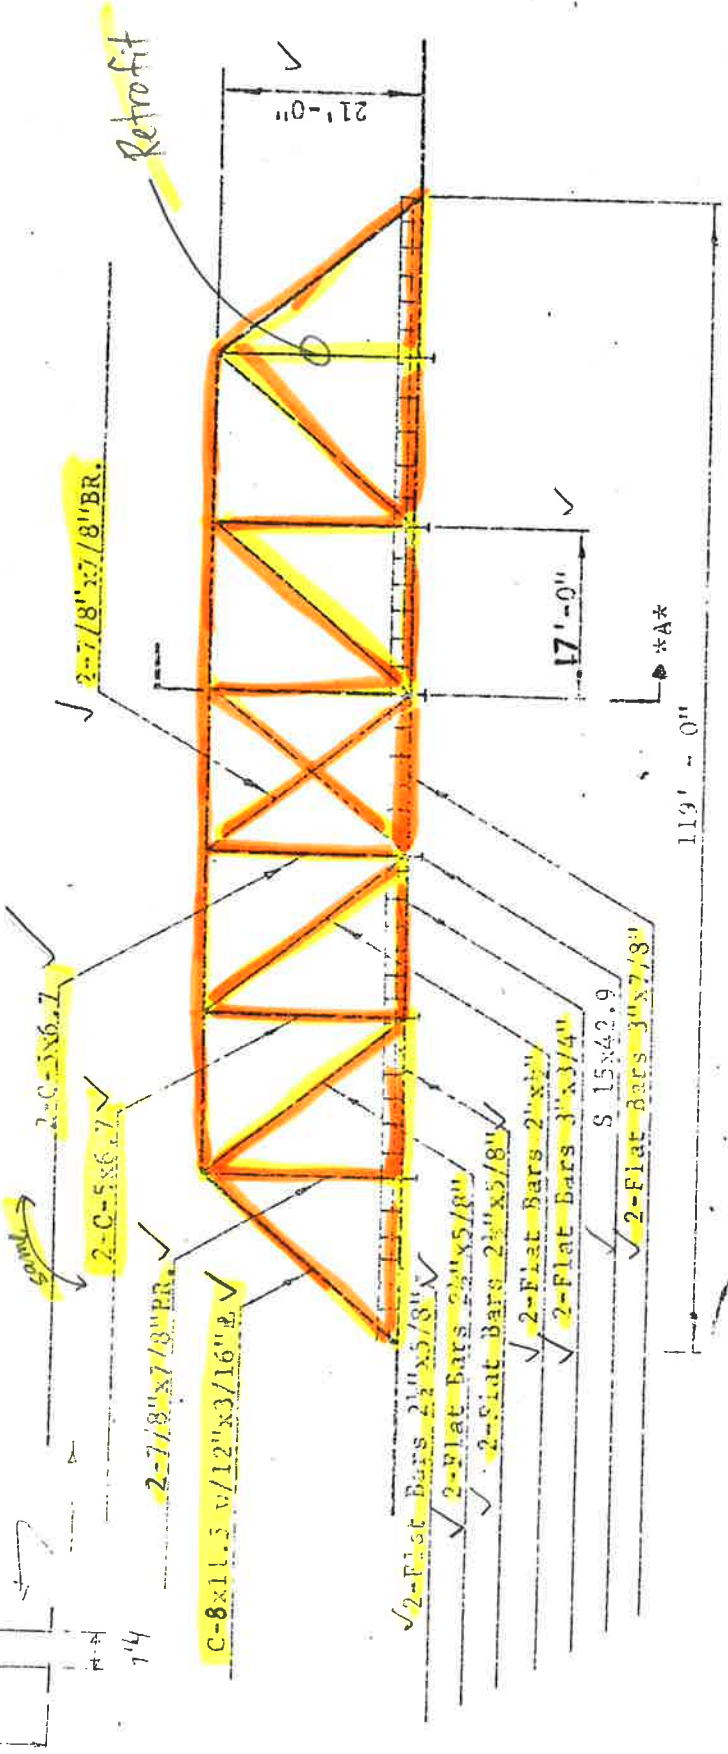 Retrofit
21'-0"
2-7/8"x7/8"BR.
17'-0"
*A*
119' - 0"
2-C-5x6.7
same
2-C-5x6.7
2-7/8"x7/8"BR.
C-8x11.5 w/12"x3/16"
2-Flat Bars 2½"x5/8"
2-Flat Bars 2½"x5/8"
2-Flat Bars 2½"x5/8"
2-Flat Bars 2"x½"
2-Flat Bars 3"x3/4"
S 15x42.9
2-Flat Bars 3"x7/8"